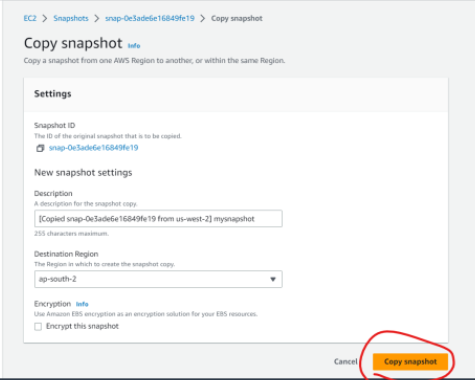 EC2 > Snapshots > snap-0e3ade6e16849fe19 > Copy snapshot
Copy snapshot Info
Copy a snapshot from one AWS Region to another, or within the same Region.
Settings
Snapshot ID
The ID of the original snapshot that is to be copied.
snap-0e3ade6e16849fe19
New snapshot settings
Description
A description for the snapshot copy.
[Copied snap-0e3ade6e16849fe19 from us-west-2] mysnapshot
255 characters maximum.
Destination Region
The Region in which to create the snapshot copy.
ap-south-2
Encryption Info
Use Amazon EBS encryption as an encryption solution for your EBS resources.
Encrypt this snapshot
Cancel Copy snapshot